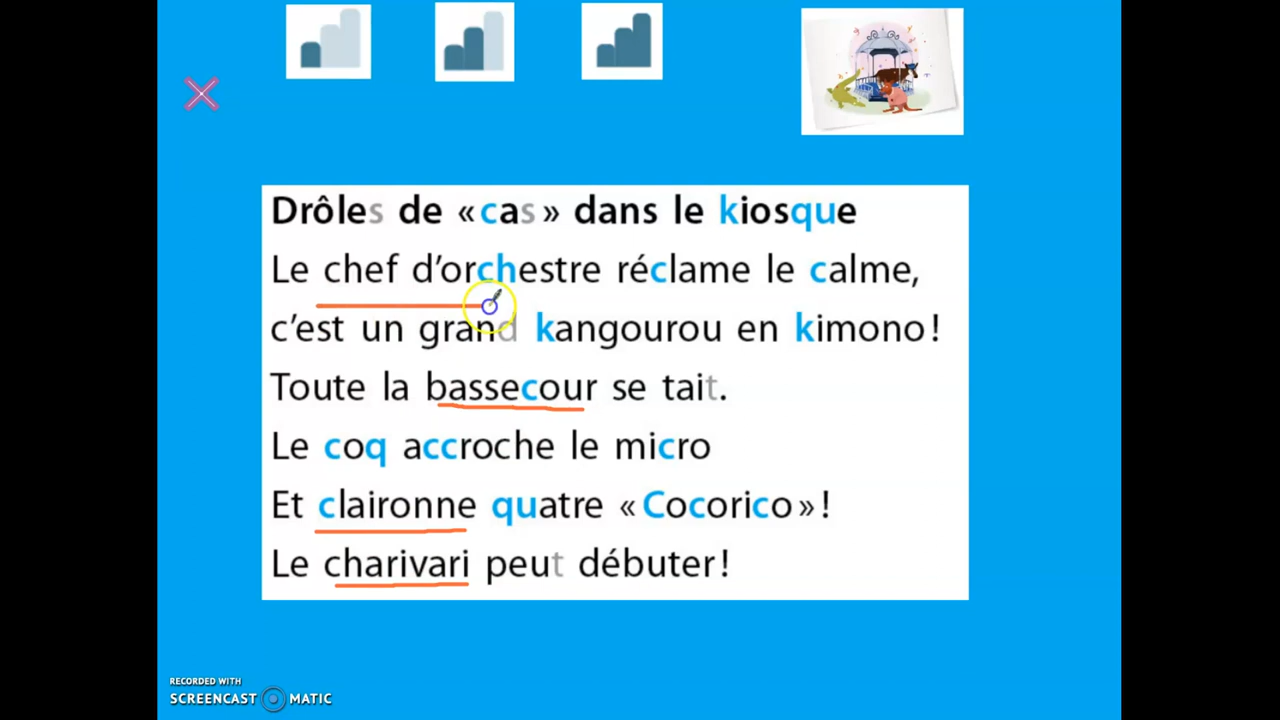 Drôles de « cas » dans le kiosque
Le chef d’orchestre réclame le calme,
c’est un grand kangourou en kimono !
Toute la bassecour se tait.
Le coq accroche le micro
Et claironne quatre « Cocorico » !
Le charivari peut débuter !
RECORDED WITH
SCREENCAST MATIC